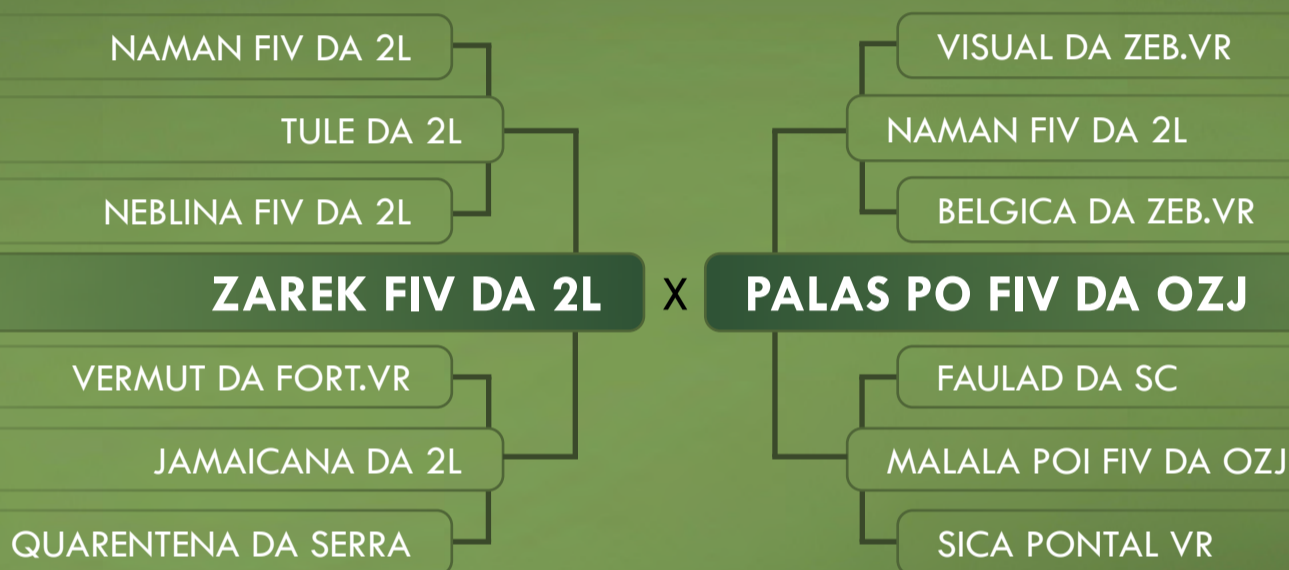 NAMAN FIV DA 2L
TULE DA 2L
NEBLINA FIV DA 2L
ZAREK FIV DA 2L
VERMUT DA FORT.VR
JAMAICANA DA 2L
QUARENTENA DA SERRA
X
VISUAL DA ZEB.VR
NAMAN FIV DA 2L
BELGICA DA ZEB.VR
PALAS PO FIV DA OZJ
FAULAD DA SC
MALALA POI FIV DA OZJ
SICA PONTAL VR